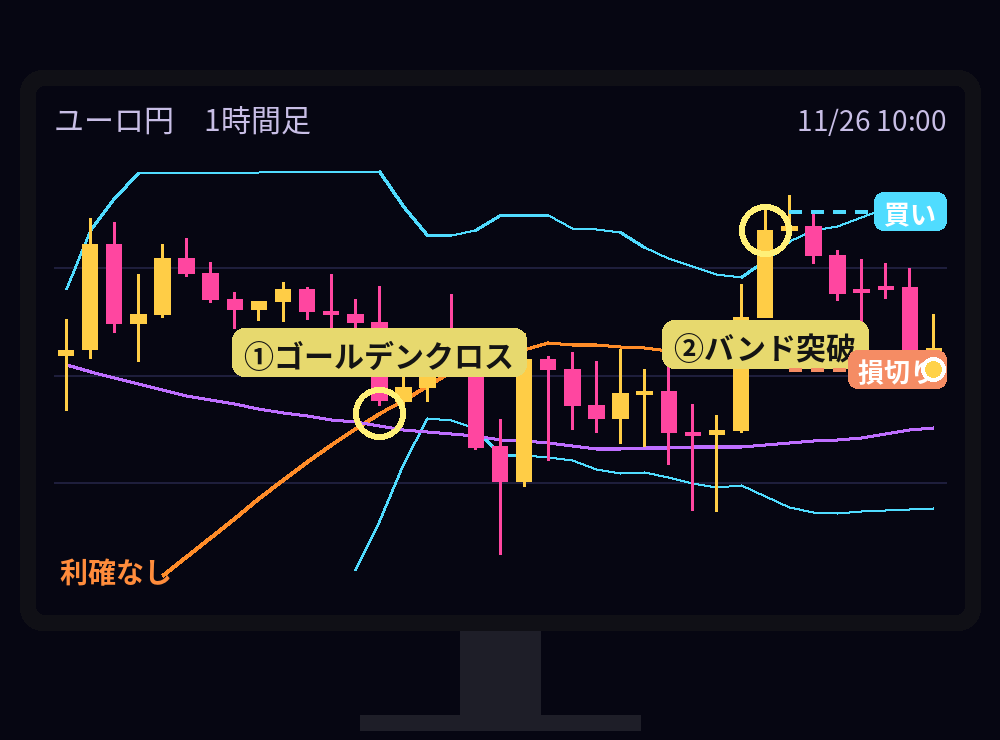 ユーロ円　1時間足
11/26 10:00
買い
①ゴールデンクロス
②バンド突破
損切り
利確なし